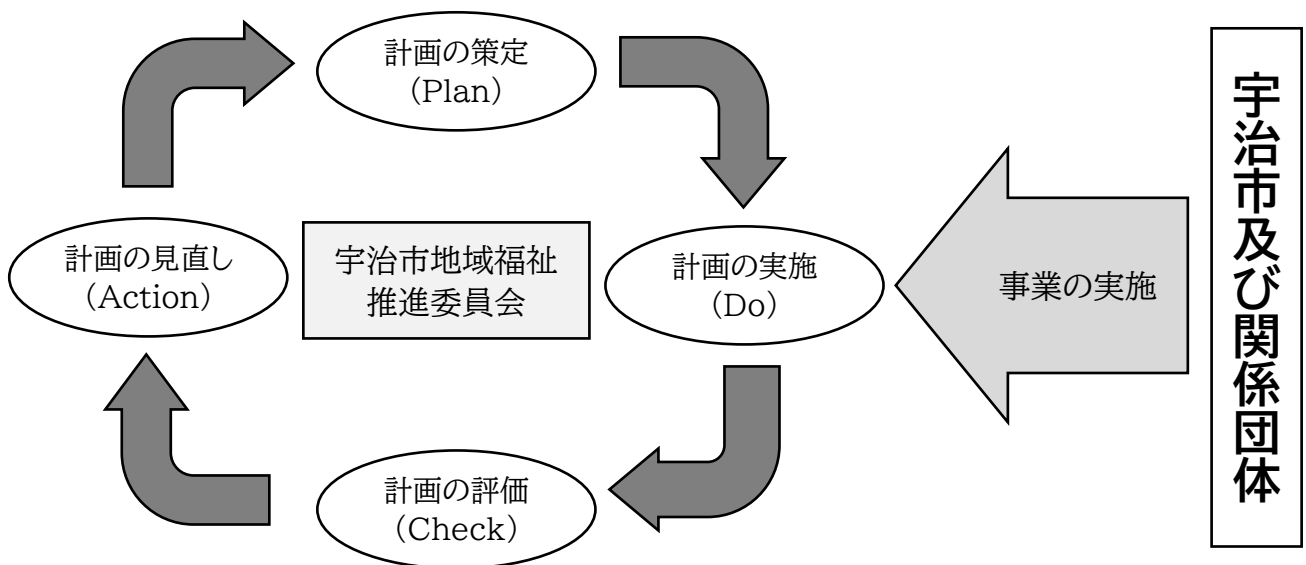 計画の策定
(Plan)
計画の見直し
(Action)
宇治市地域福祉
推進委員会
計画の実施
(Do)
事業の実施
宇治市及び関係団体
計画の評価
(Check)